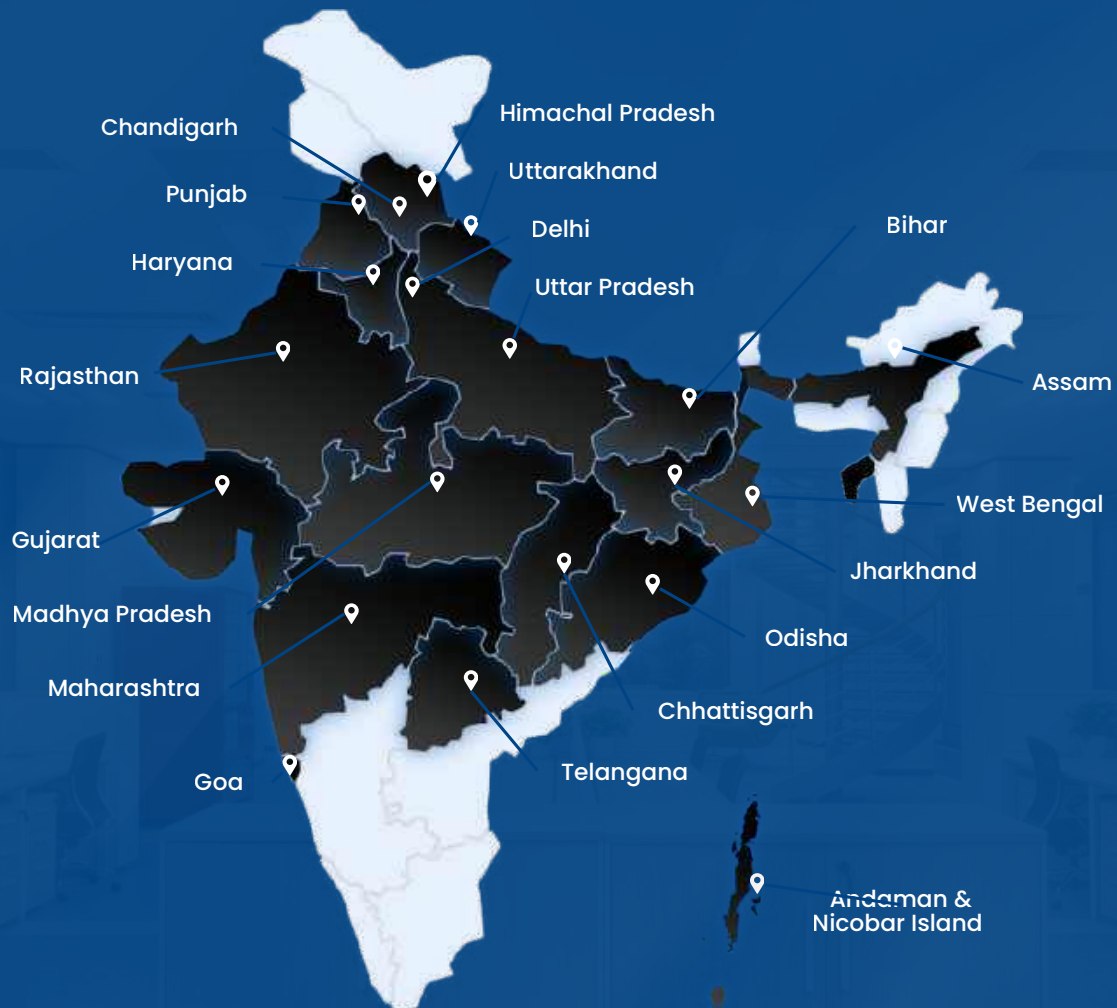 Himachal Pradesh
Chandigarh
Uttarakhand
Punjab
Delhi
Bihar
Haryana
Uttar Pradesh
Rajasthan
Assam
West Bengal
Gujarat
Jharkhand
Madhya Pradesh
Odisha
Maharashtra
Chhattisgarh
Telangana
Goa
Andaman &
Nicobar Island